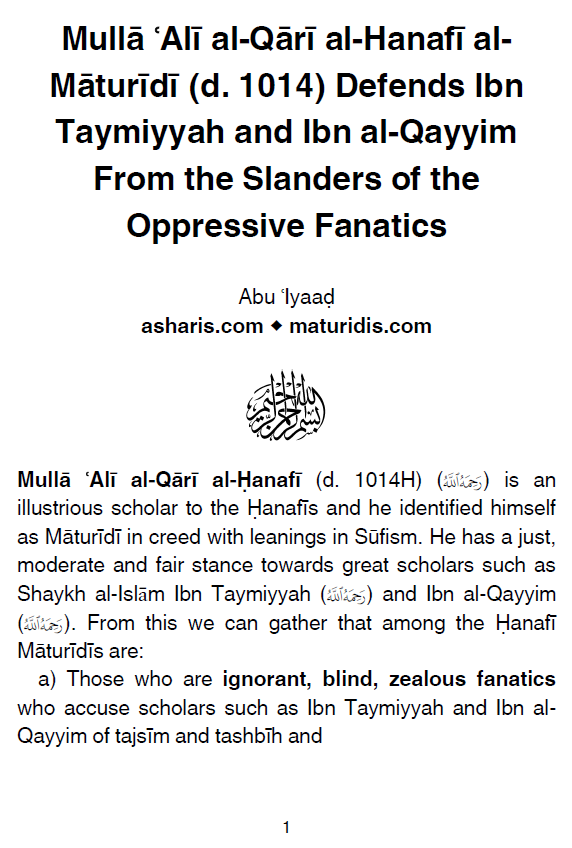 Mullā ʿAlī al-Qārī al-Hanafī al-
Māturīdī (d. 1014) Defends Ibn
Taymiyyah and Ibn al-Qayyim
From the Slanders of the
Oppressive Fanatics
Abu ʿIyaaḍ
asharis.com ◆ maturidis.com
بسم الله الرحمن الرحيم
Mullā ʿAlī al-Qārī al-Ḥanafī (d. 1014H) (رَحِمَهُ ٱللَّهُ) is an
illustrious scholar to the Ḥanafīs and he identified himself
as Māturīdī in creed with leanings in Sūfism. He has a just,
moderate and fair stance towards great scholars such as
Shaykh al-Islām Ibn Taymiyyah (رَحِمَهُ ٱللَّهُ) and Ibn al-Qayyim
(رَحِمَهُ ٱللَّهُ). From this we can gather that among the Ḥanafī
Māturīdīs are:
a) Those who are ignorant, blind, zealous fanatics
who accuse scholars such as Ibn Taymiyyah and Ibn al-
Qayyim of tajsīm and tashbīh and
1